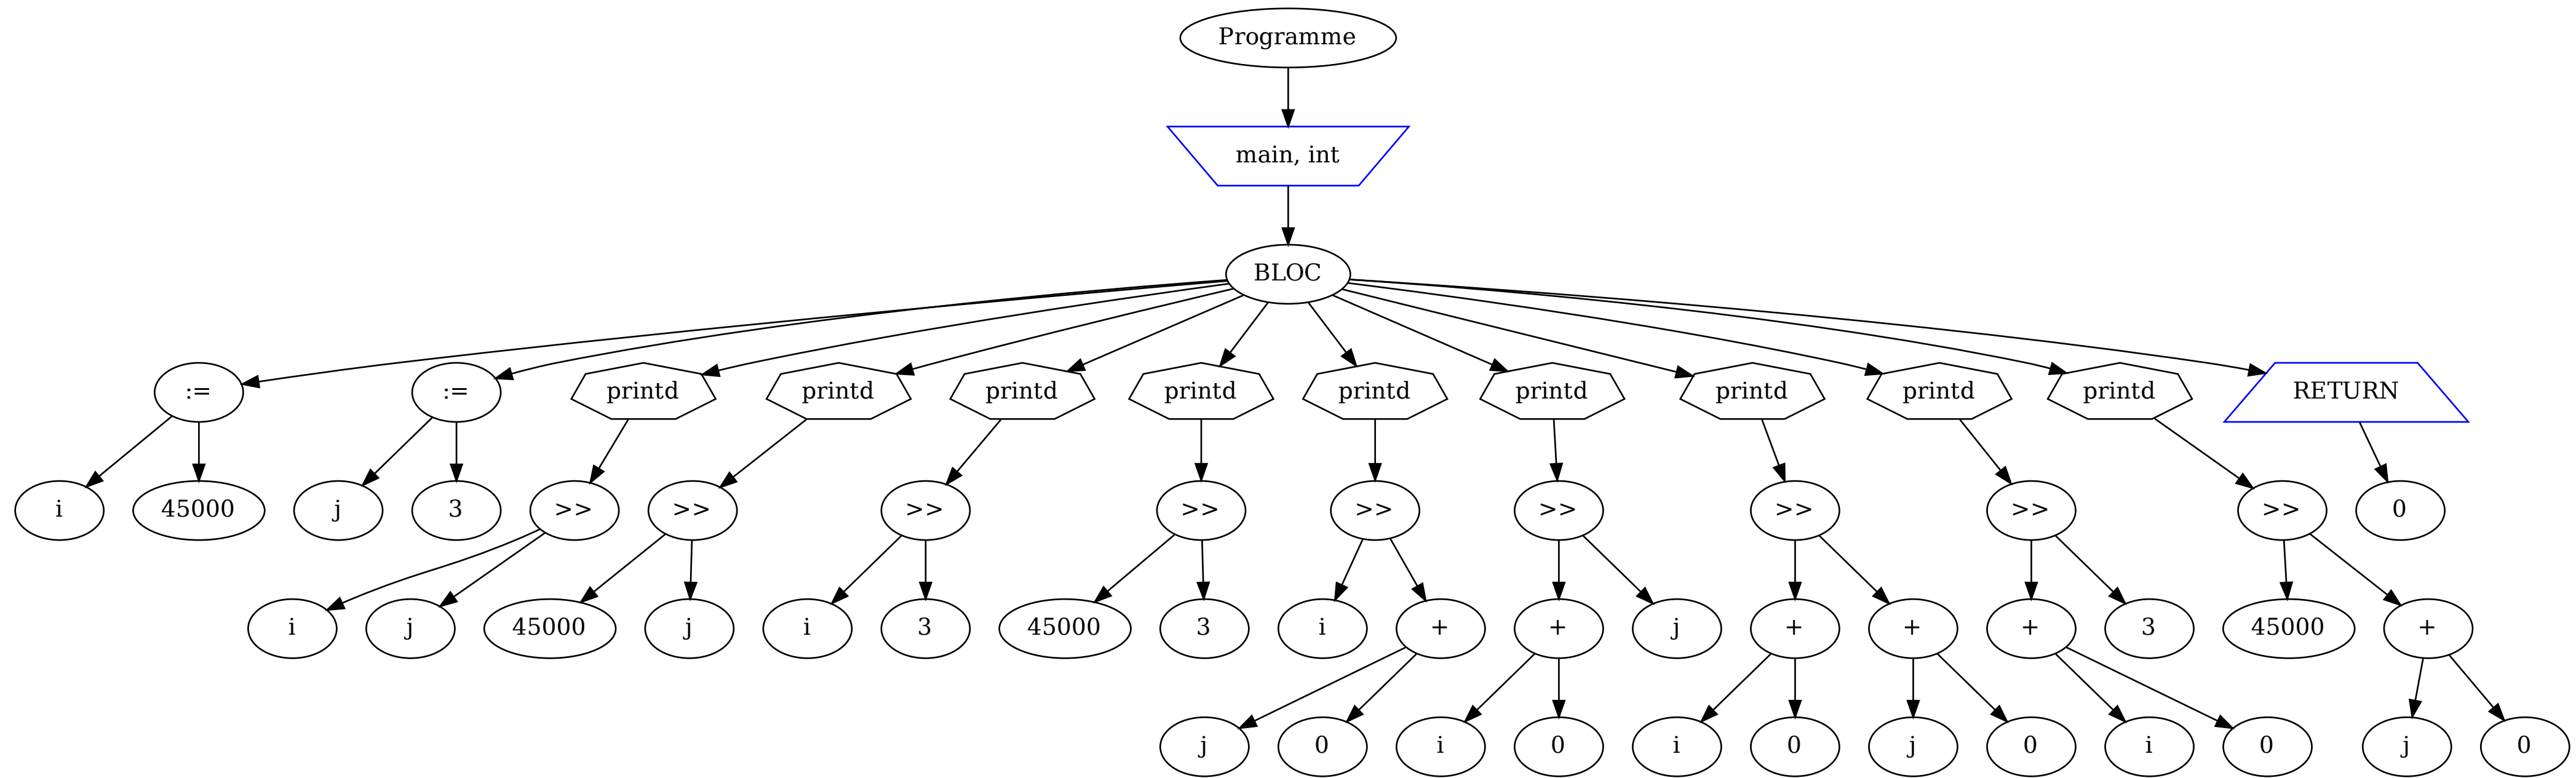 Programme
main, int
BLOC
:= := printd printd printd printd printd printd printd printd printd RETURN
i 45000 j 3 >> >> >> >> >> >> >> >> >> 0
i j 45000 j i 3 45000 3 i + + j + + + 3 45000 +
j 0 i 0 i 0 j 0 i 0 j 0